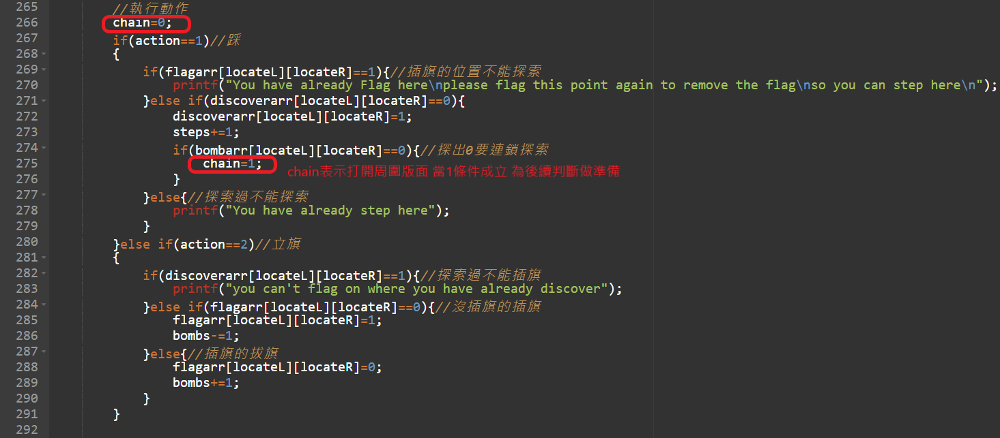 265 //執行動作
266 chain=0;
267 if(action==1)//踩
268 {
269 if(flagarr[locateL][locateR]==1){//插旗的位置不能探索
270 printf("You have already Flag here\nplease flag this point again to remove the flag\nso you can step here\n");
271 }else if(discoverarr[locateL][locateR]==0){
272 discoverarr[locateL][locateR]=1;
273 steps+=1;
274 if(bombarr[locateL][locateR]==0){//探出0要連鎖探索
275 chain=1; chain表示打開周圍版面 當1條件成立 為後續判斷做準備
276 }
277 }else{//探索過不能探索
278 printf("You have already step here");
279 }
280 }else if(action==2)//立旗
281 {
282 if(discoverarr[locateL][locateR]==1){//探索過不能插旗
283 printf("you can't flag on where you have already discover");
284 }else if(flagarr[locateL][locateR]==0){//沒插旗的插旗
285 flagarr[locateL][locateR]=1;
286 bombs-=1;
287 }else{//插旗的拔旗
288 flagarr[locateL][locateR]=0;
289 bombs+=1;
290 }
291 }
292